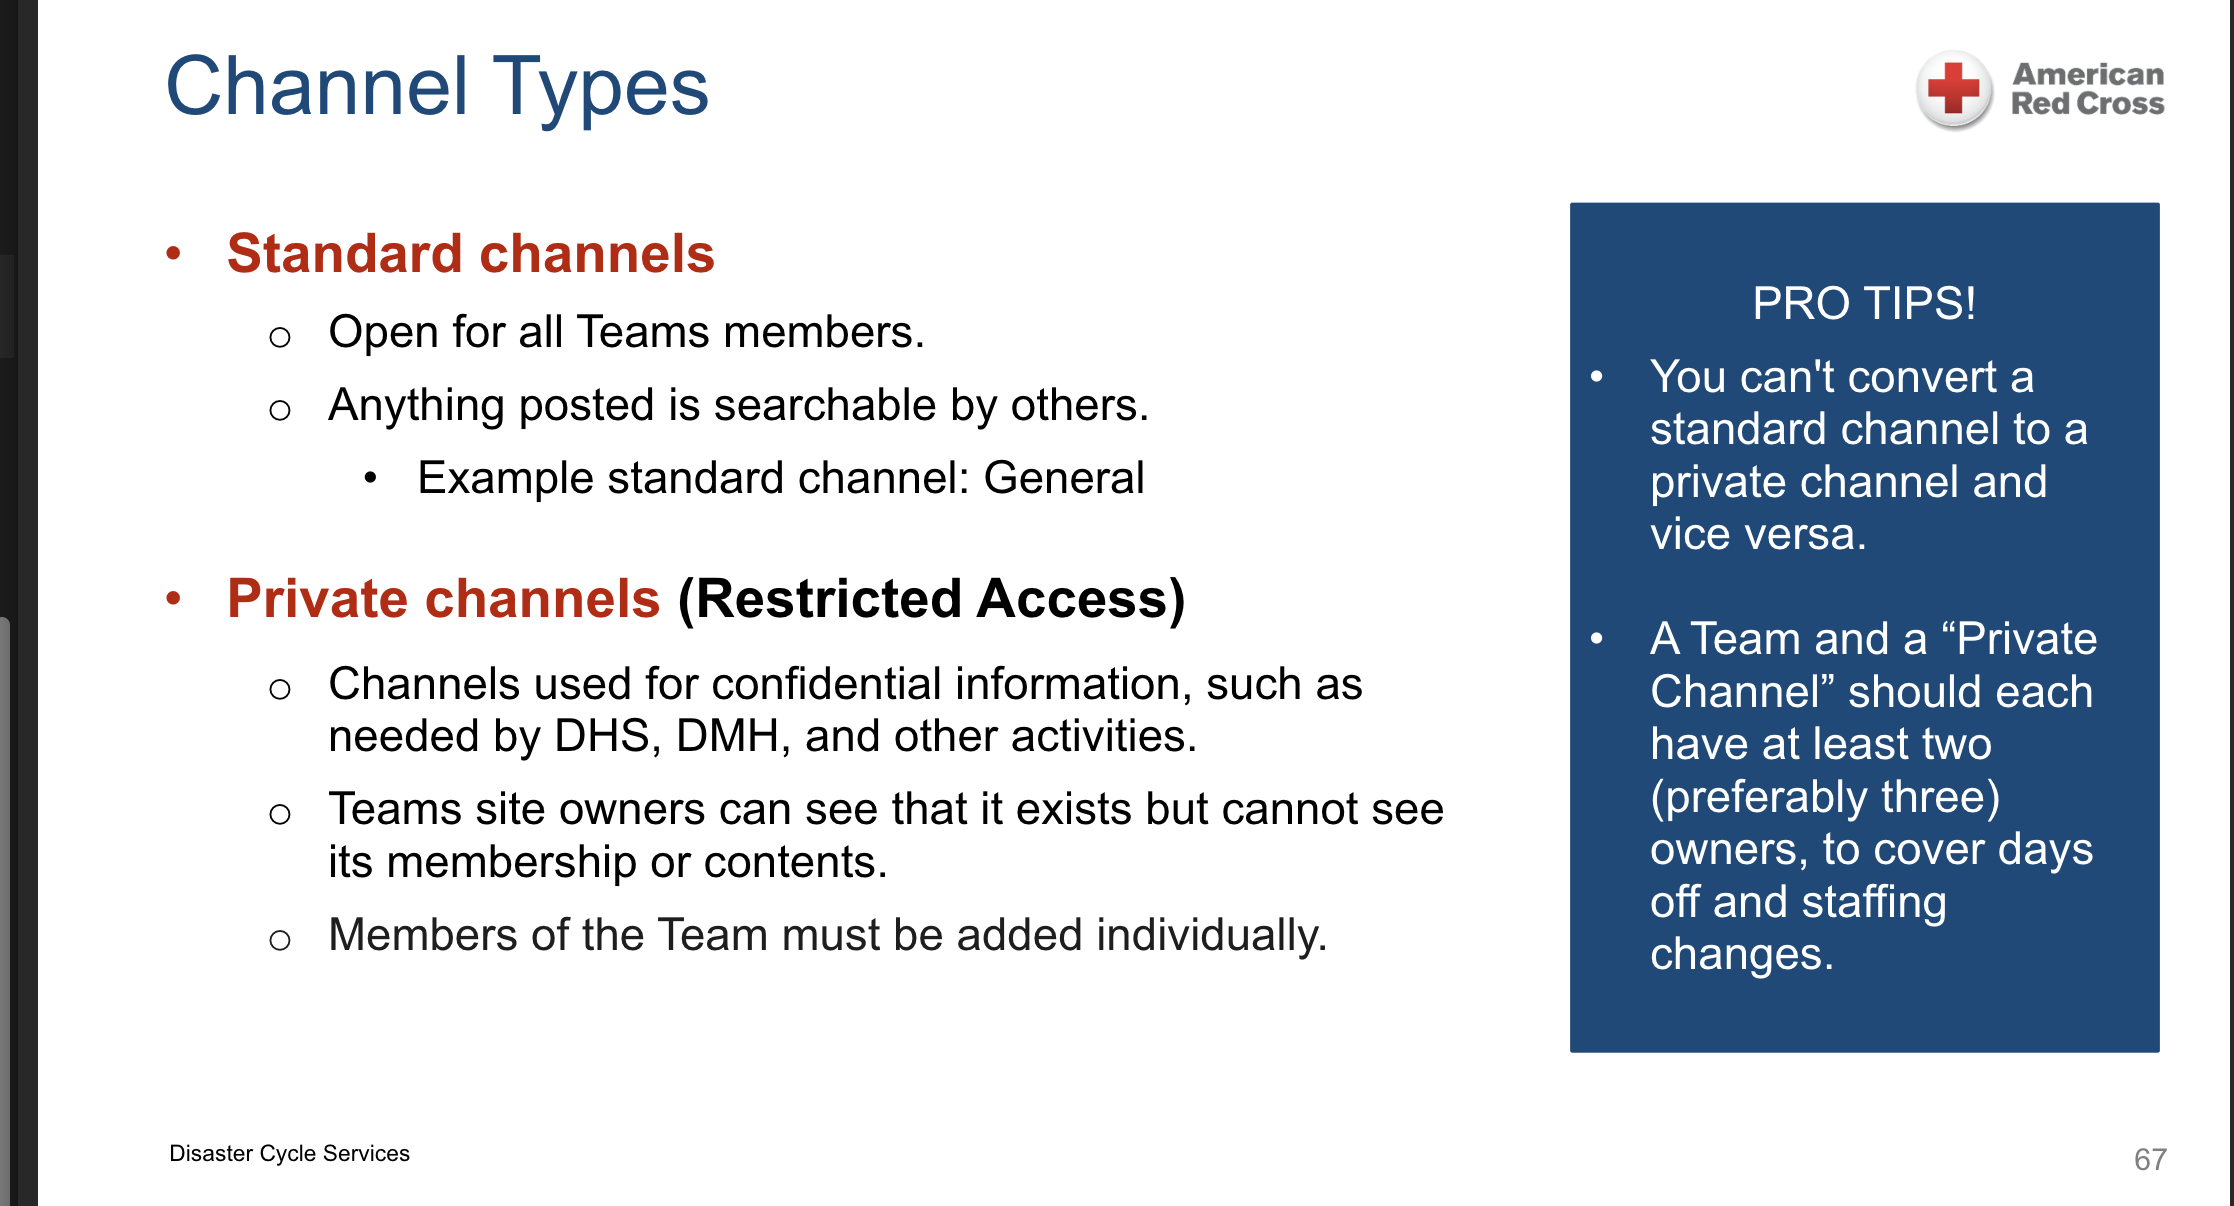 Channel Types
American
Red Cross
• Standard channels
o Open for all Teams members.
o Anything posted is searchable by others.
• Example standard channel: General
• Private channels (Restricted Access)
o Channels used for confidential information, such as
needed by DHS, DMH, and other activities.
o Teams site owners can see that it exists but cannot see
its membership or contents.
o Members of the Team must be added individually.
PRO TIPS!
• You can't convert a
standard channel to a
private channel and
vice versa.
• A Team and a “Private
Channel” should each
have at least two
(preferably three)
owners, to cover days
off and staffing
changes.
Disaster Cycle Services
67